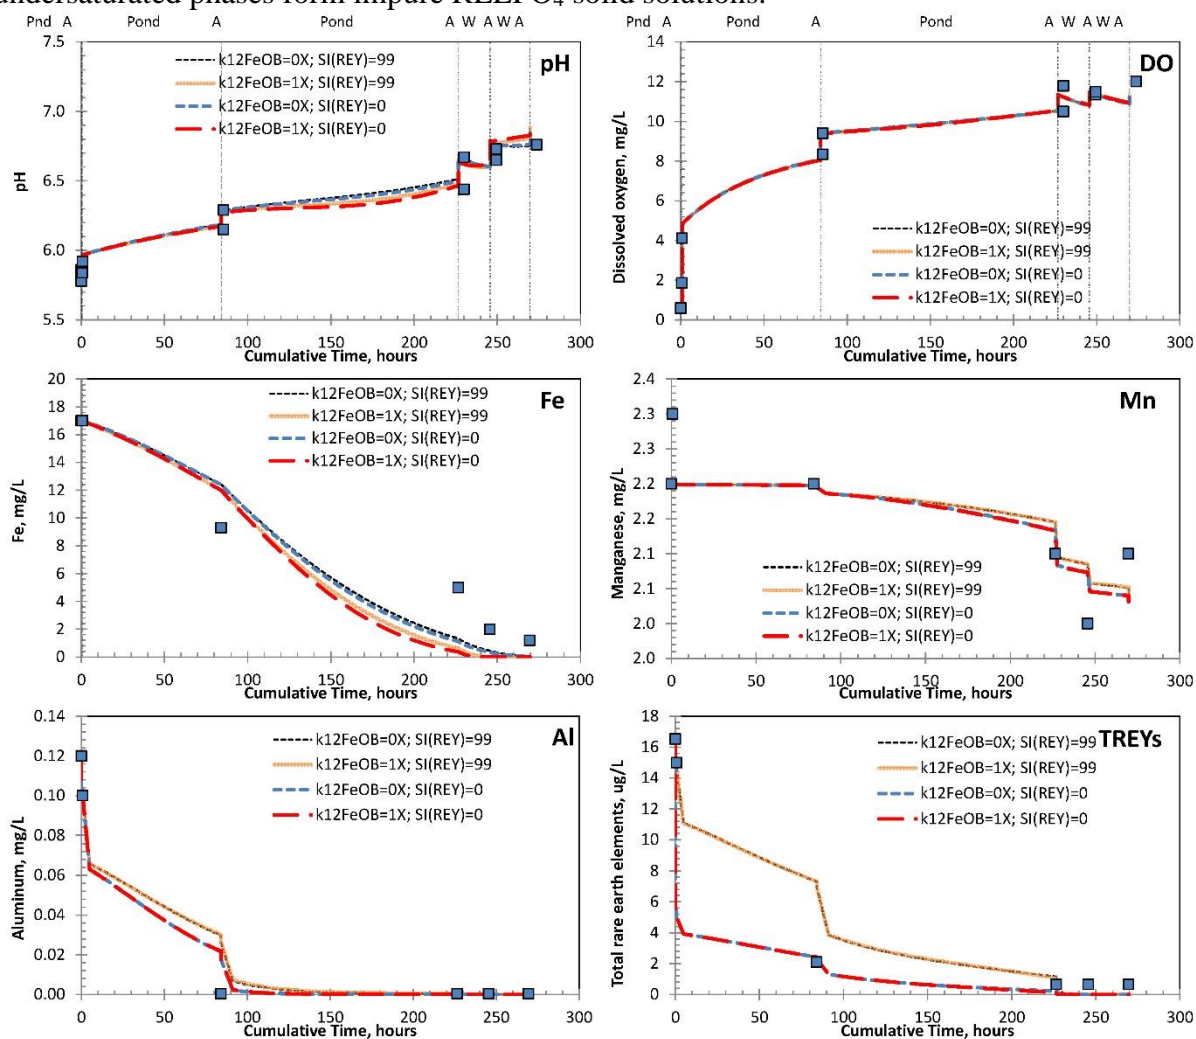 undersaturated phases form impure REEPO4 solid solutions.
Pnd A Pond A Pond A W A W A
Pnd A Pond A Pond A W A W A
7.5
7.0
6.5
6.0
5.5
pH
k12FeOB=0X; SI(REY)=99
k12FeOB=1X; SI(REY)=99
k12FeOB=0X; SI(REY)=0
k12FeOB=1X; SI(REY)=0
pH
0 50 100 150 200 250 300
Cumulative Time, hours
14
12
10
8
6
4
2
0
Dissolved oxygen, mg/L
DO
k12FeOB=0X; SI(REY)=99
k12FeOB=1X; SI(REY)=99
k12FeOB=0X; SI(REY)=0
k12FeOB=1X; SI(REY)=0
0 50 100 150 200 250 300
Cumulative Time, hours
20
18
16
14
12
10
8
6
4
2
0
Fe, mg/L
k12FeOB=0X; SI(REY)=99
k12FeOB=1X; SI(REY)=99
k12FeOB=0X; SI(REY)=0
k12FeOB=1X; SI(REY)=0
Fe
0 50 100 150 200 250 300
Cumulative Time, hours
2.4
2.3
2.3
2.2
2.2
2.1
2.1
2.0
2.0
Manganese, mg/L
Mn
k12FeOB=0X; SI(REY)=99
k12FeOB=1X; SI(REY)=99
k12FeOB=0X; SI(REY)=0
k12FeOB=1X; SI(REY)=0
0 50 100 150 200 250 300
Cumulative Time, hours
0.14
0.12
0.10
0.08
0.06
0.04
0.02
0.00
Aluminum, mg/L
k12FeOB=0X; SI(REY)=99
k12FeOB=1X; SI(REY)=99
k12FeOB=0X; SI(REY)=0
k12FeOB=1X; SI(REY)=0
Al
0 50 100 150 200 250 300
Cumulative Time, hours
18
16
14
12
10
8
6
4
2
0
Total rare earth elements, ug/L
TREYs
k12FeOB=0X; SI(REY)=99
k12FeOB=1X; SI(REY)=99
k12FeOB=0X; SI(REY)=0
k12FeOB=1X; SI(REY)=0
0 50 100 150 200 250 300
Cumulative Time, hours